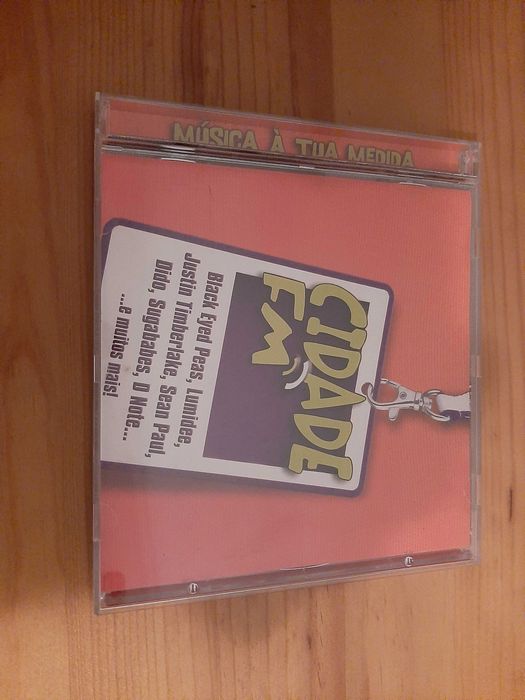 MÚSICA À TUA MEDIDA
CIDADE
FM
Black Eyed Peas, Lumidee,
Justin Timberlake, Sean Paul,
Dido, Sugababes, D Note...
...e muitos mais!